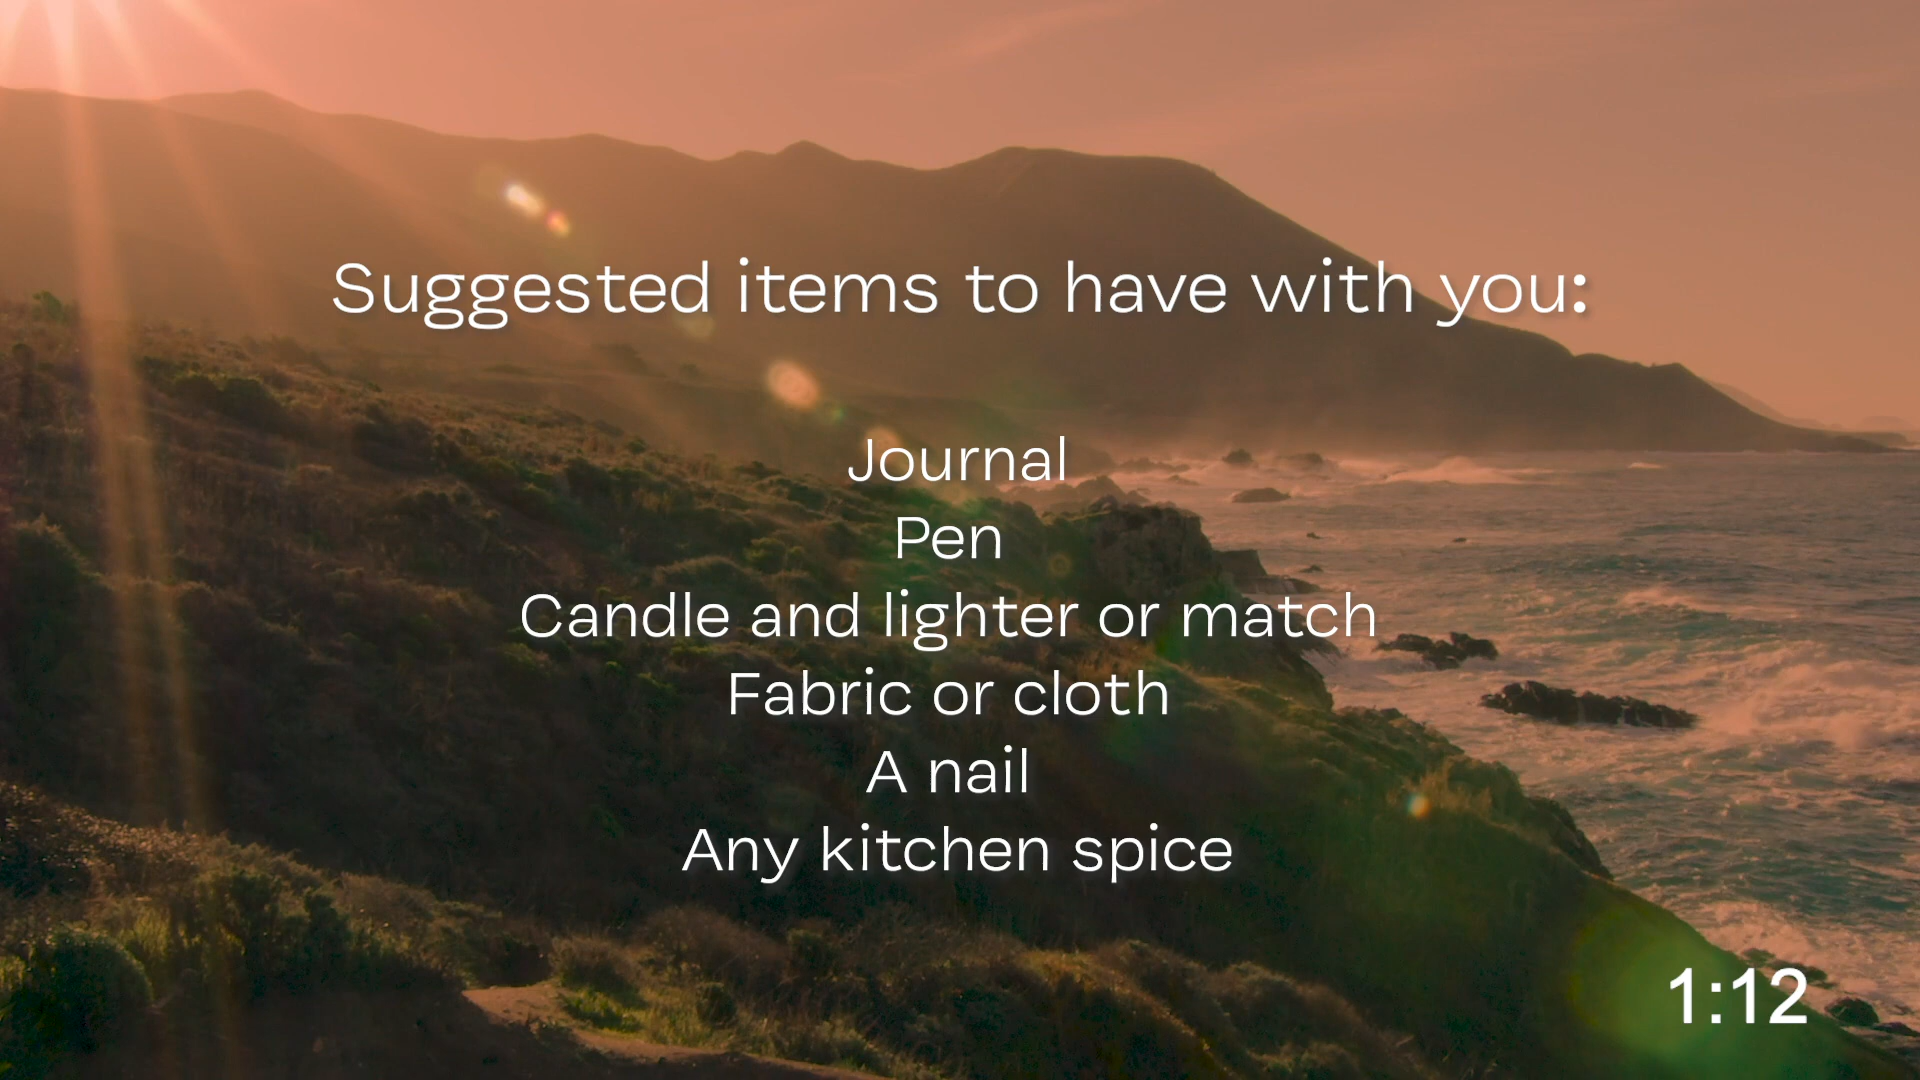 Suggested items to have with you:
Journal
Pen
Candle and lighter or match
Fabric or cloth
A nail
Any kitchen spice
1:12